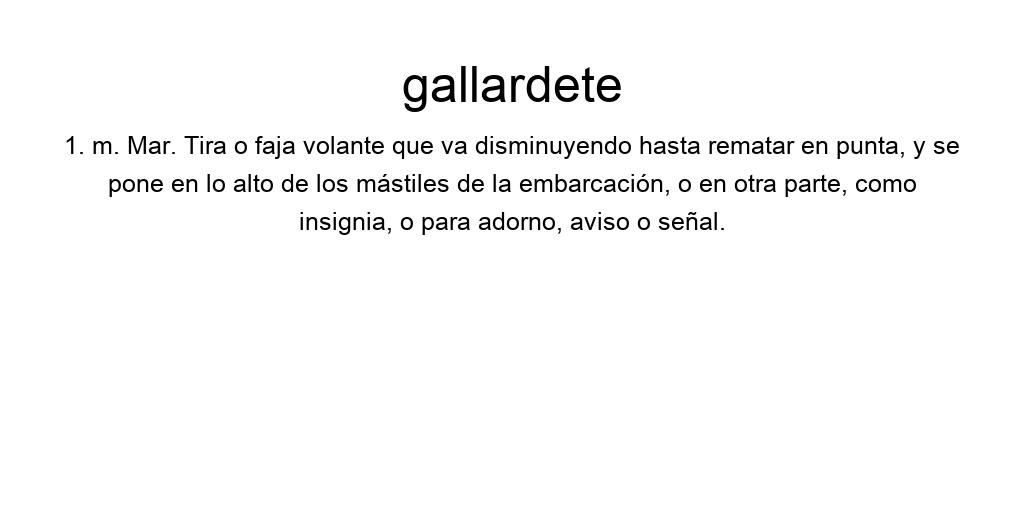 gallardete
1. m. Mar. Tira o faja volante que va disminuyendo hasta rematar en punta, y se
pone en lo alto de los mástiles de la embarcación, o en otra parte, como
insignia, o para adorno, aviso o señal.